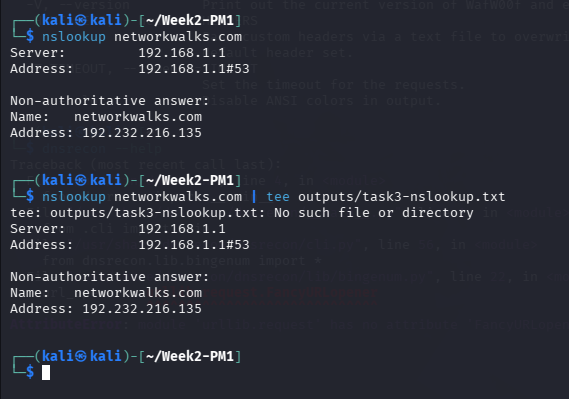 ┌──(kali㉿kali)-[~/Week2-PM1]
└─$ nslookup networkwalks.com
Server:         192.168.1.1
Address:        192.168.1.1#53

Non-authoritative answer:
Name:   networkwalks.com
Address: 192.232.216.135

┌──(kali㉿kali)-[~/Week2-PM1]
└─$ nslookup networkwalks.com | tee outputs/task3-nslookup.txt
tee: outputs/task3-nslookup.txt: No such file or directory
Server:         192.168.1.1
Address:        192.168.1.1#53

Non-authoritative answer:
Name:   networkwalks.com
Address: 192.232.216.135

┌──(kali㉿kali)-[~/Week2-PM1]
└─$